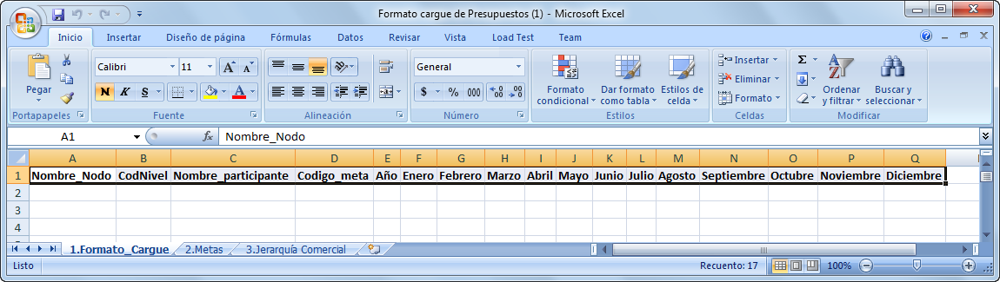 Formato cargue de Presupuestos (1) - Microsoft Excel
Inicio Insertar Diseño de página Fórmulas Datos Revisar Vista Load Test Team
Pegar
Portapapeles
Calibri 11
N K S
Fuente
Alineación
General
$ % 000
Número
Formato condicional
Dar formato como tabla
Estilos de celda
Estilos
Insertar
Eliminar
Formato
Celdas
Ordenar y filtrar
Buscar y seleccionar
Modificar
A1 fx Nombre_Nodo
A B C D E F G H I J K L M N O P Q
1 Nombre_Nodo CodNivel Nombre_participante Codigo_meta Año Enero Febrero Marzo Abril Mayo Junio Julio Agosto Septiembre Octubre Noviembre Diciembre
2
3
4
1.Formato_Cargue 2.Metas 3.Jerarquía Comercial
Listo Recuento: 17 100%